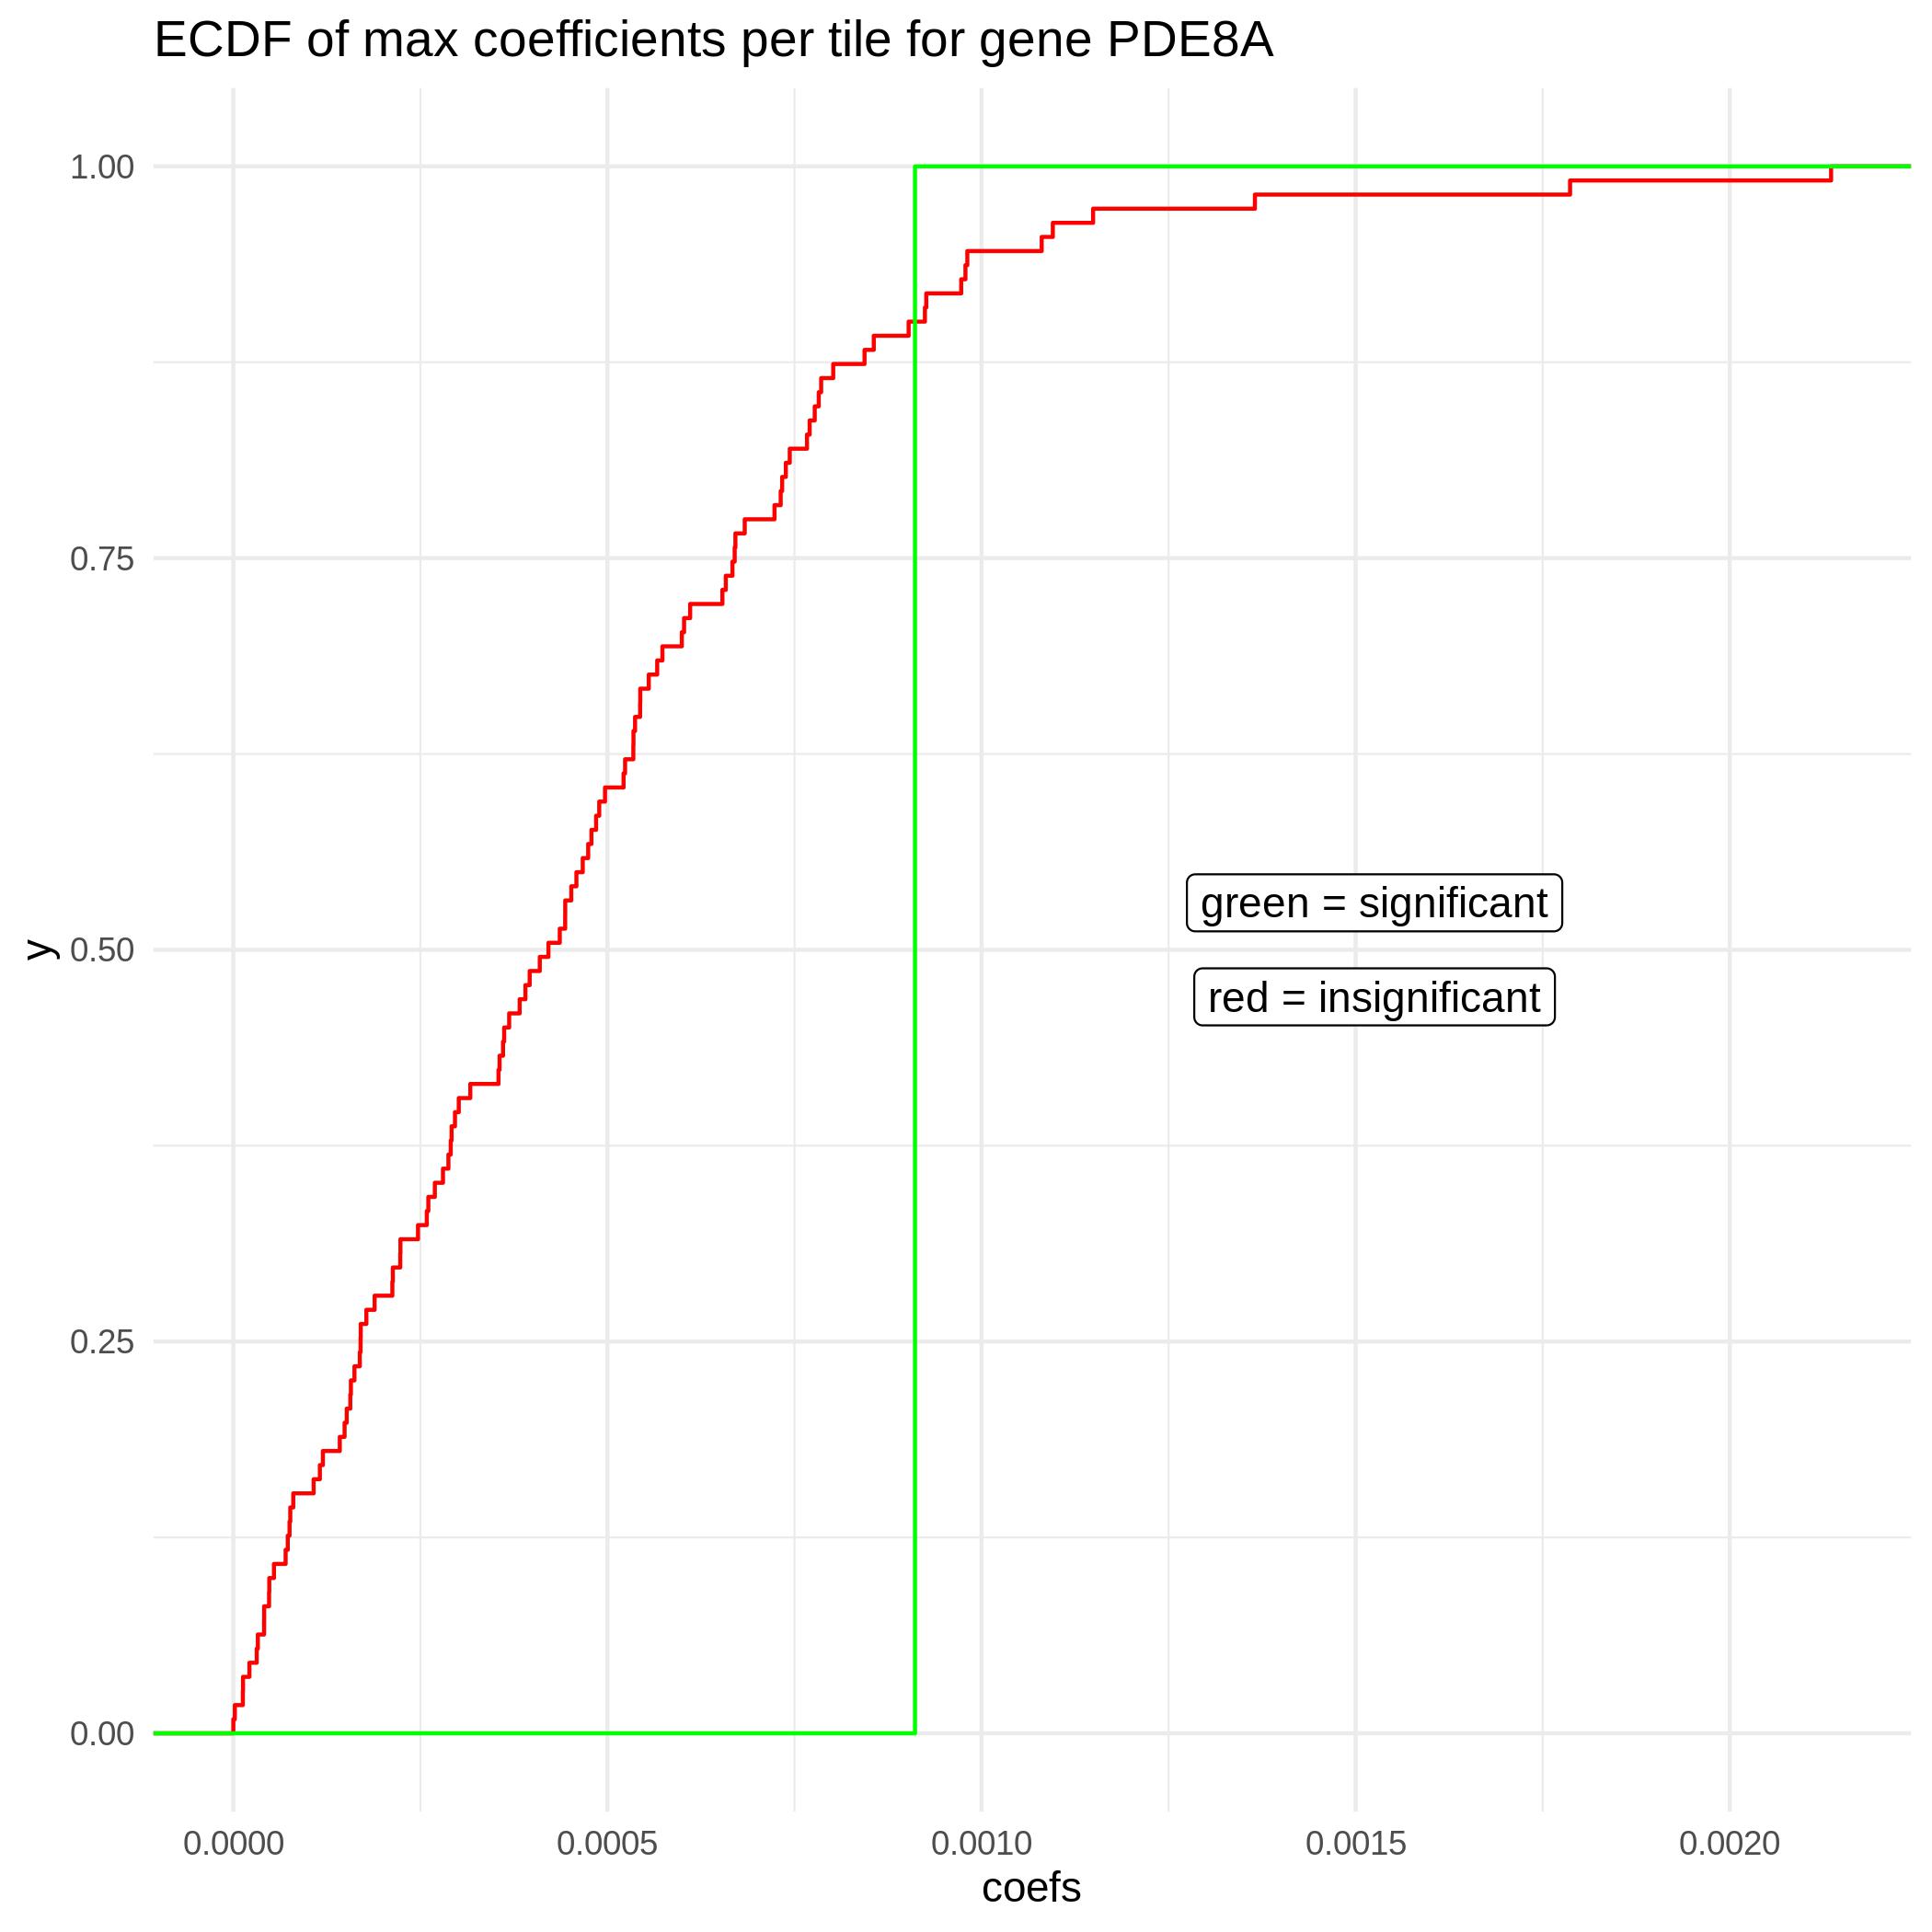 ECDF of max coefficients per tile for gene PDE8A
1.00
0.75
0.50
0.25
0.00
y
green = significant
red = insignificant
0.0000
0.0005
0.0010
0.0015
0.0020
coefs